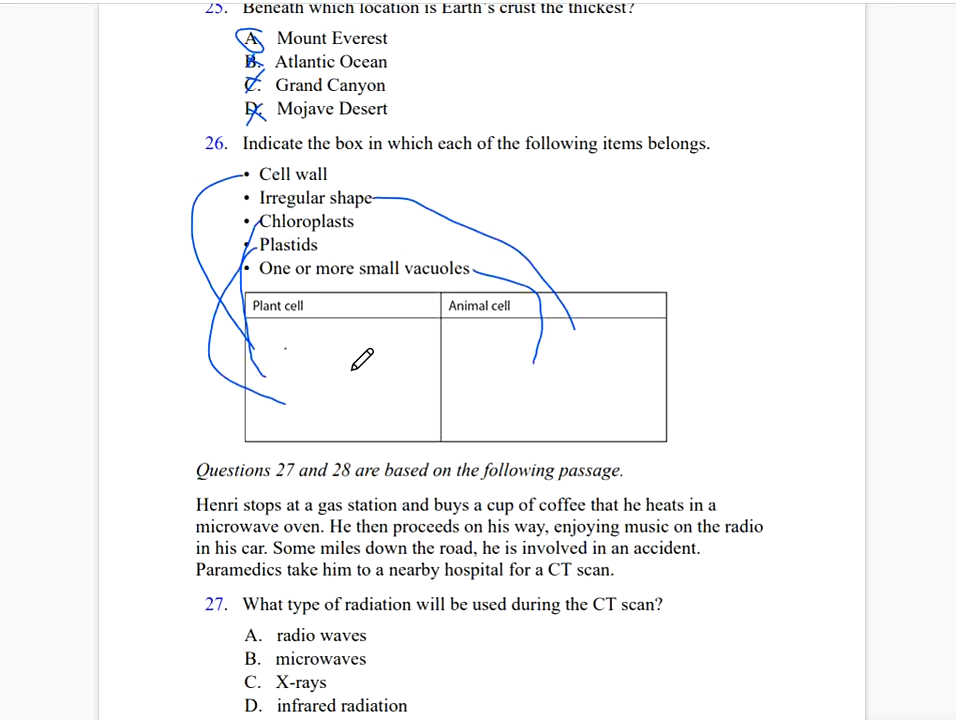 25. Beneath which location is Earth's crust the thickest?
A. Mount Everest
B. Atlantic Ocean
C. Grand Canyon
D. Mojave Desert
26. Indicate the box in which each of the following items belongs.
• Cell wall
• Irregular shape
• Chloroplasts
• Plastids
• One or more small vacuoles
Plant cell Animal cell
Questions 27 and 28 are based on the following passage.
Henri stops at a gas station and buys a cup of coffee that he heats in a
microwave oven. He then proceeds on his way, enjoying music on the radio
in his car. Some miles down the road, he is involved in an accident.
Paramedics take him to a nearby hospital for a CT scan.
27. What type of radiation will be used during the CT scan?
A. radio waves
B. microwaves
C. X-rays
D. infrared radiation